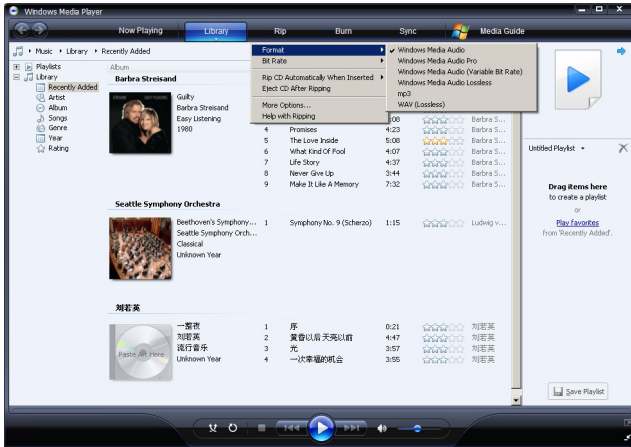 Windows Media Player
Now Playing
Library
Rip
Burn
Sync
Media Guide
Music
Library
Recently Added
Playlists
Library
Recently Added
Artist
Album
Songs
Genre
Year
Rating
Album
Format
Bit Rate
Rip CD Automatically When Inserted
Eject CD After Ripping
More Options...
Help with Ripping
Windows Media Audio
Windows Media Audio Pro
Windows Media Audio (Variable Bit Rate)
Windows Media Audio Lossless
mp3
WAV (Lossless)
Barbra Streisand
Guilty
Barbra Streisand
Easy Listening
1980
:08 Barbra S...
4 Promises 4:23 Barbra S...
5 The Love Inside 5:08 Barbra S...
6 What Kind Of Fool 4:07 Barbra S...
7 Life Story 4:37 Barbra S...
8 Never Give Up 3:44 Barbra S...
9 Make It Like A Memory 7:32 Barbra S...
Seattle Symphony Orchestra
Beethoven's Symphony... 1 Symphony No. 9 (Scherzo) 1:15 Ludwig v...
Seattle Symphony Orch...
Classical
Unknown Year
刘若英
Paste Art Here
一整夜 1 序 0:21 刘若英
刘若英 2 黄昏以后天亮以前 4:47 刘若英
流行音乐 3 光 3:57 刘若英
Unknown Year 4 一次幸福的机会 3:55 刘若英
Untitled Playlist
Drag items here
to create a playlist
or
Play favorites
from 'Recently Added'.
Save Playlist